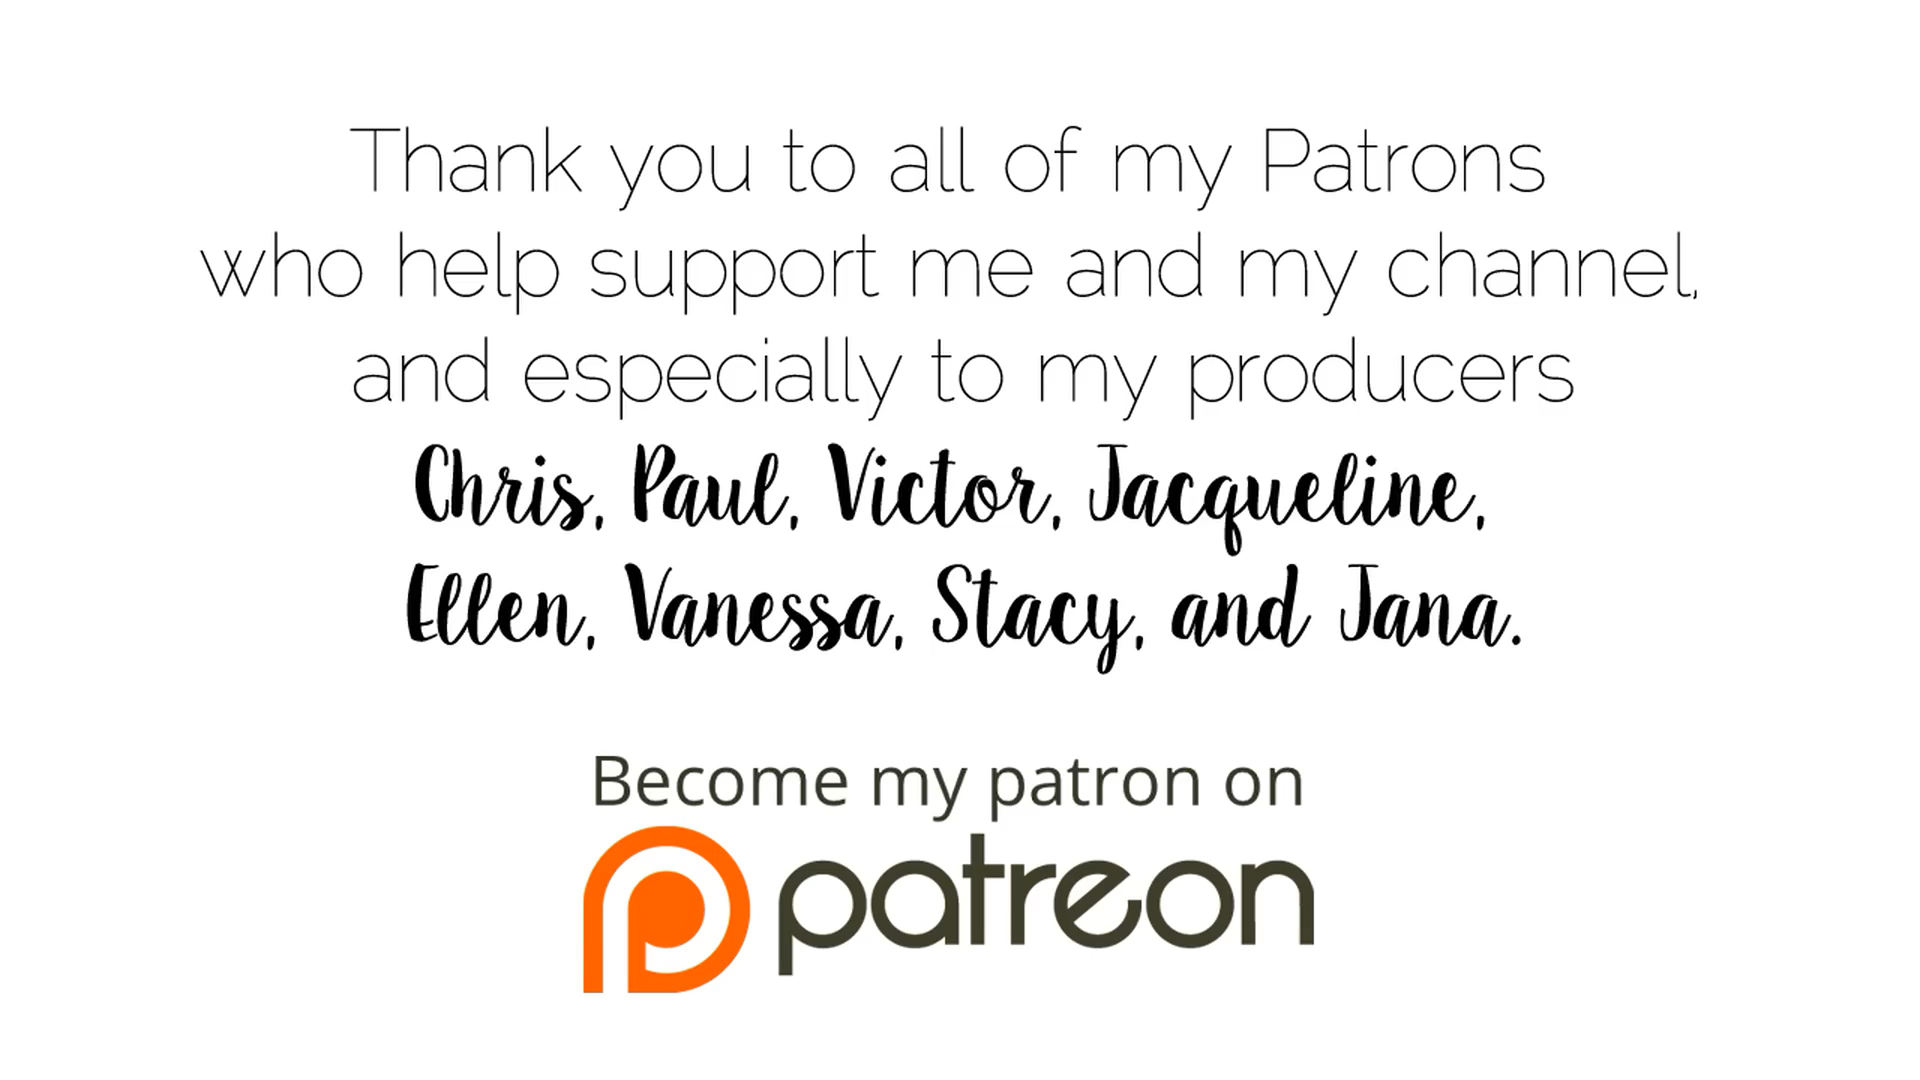 Thank you to all of my Patrons
who help support me and my channel,
and especially to my producers
Chris, Paul, Victor, Jacqueline,
Ellen, Vanessa, Stacy, and Jana.
Become my patron on
patreon